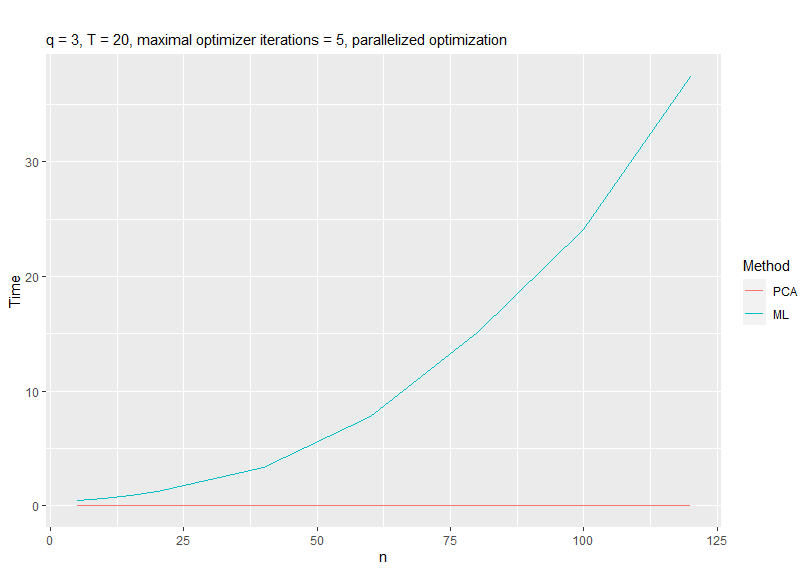 q = 3, T = 20, maximal optimizer iterations = 5, parallelized optimization
30
20
10
0
Time
0 25 50 75 100 125
n
Method
PCA
ML